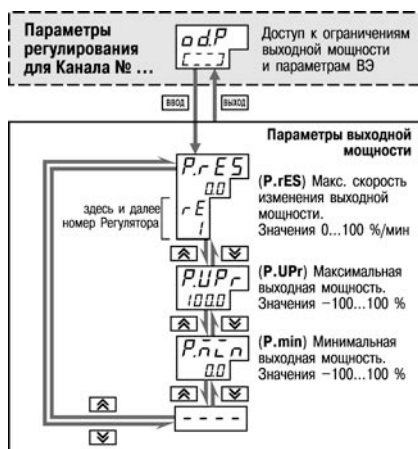 Параметры
регулирования
для Канала № ...
od.P
[---]
Доступ к ограничениям
выходной мощности
и параметрам ВЭ
ВВОД
ВЫХОД
Параметры выходной
мощности
P.rES
0.0
rE
1
здесь и далее
номер Регулятора
(P.rES) Макс. скорость
изменения выходной
мощности.
Значения 0...100 %/мин
P.UPr
100.0
(P.UPr) Максимальная
выходная мощность.
Значения −100...100 %
P.min
0.0
(P.min) Минимальная
выходная мощность.
Значения −100...100 %
----